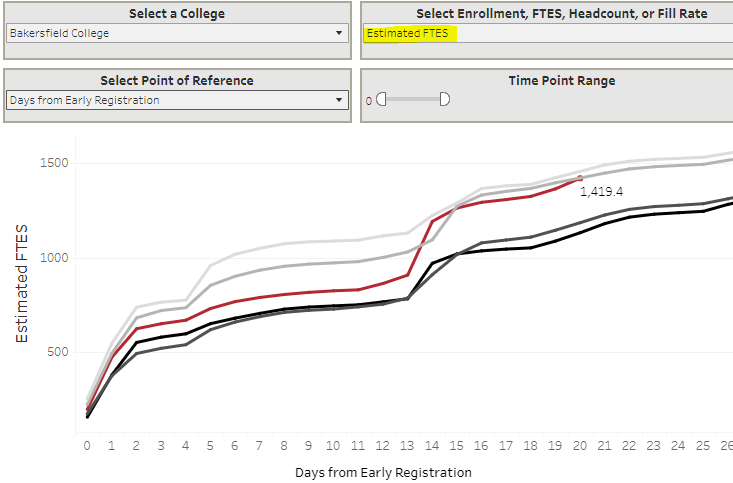 Select a College
Select Enrollment, FTES, Headcount, or Fill Rate
Bakersfield College
Estimated FTES
Select Point of Reference
Time Point Range
Days from Early Registration
0
1500
1,419.4
1000
500
Estimated FTES
0 1 2 3 4 5 6 7 8 9 10 11 12 13 14 15 16 17 18 19 20 21 22 23 24 25 26
Days from Early Registration